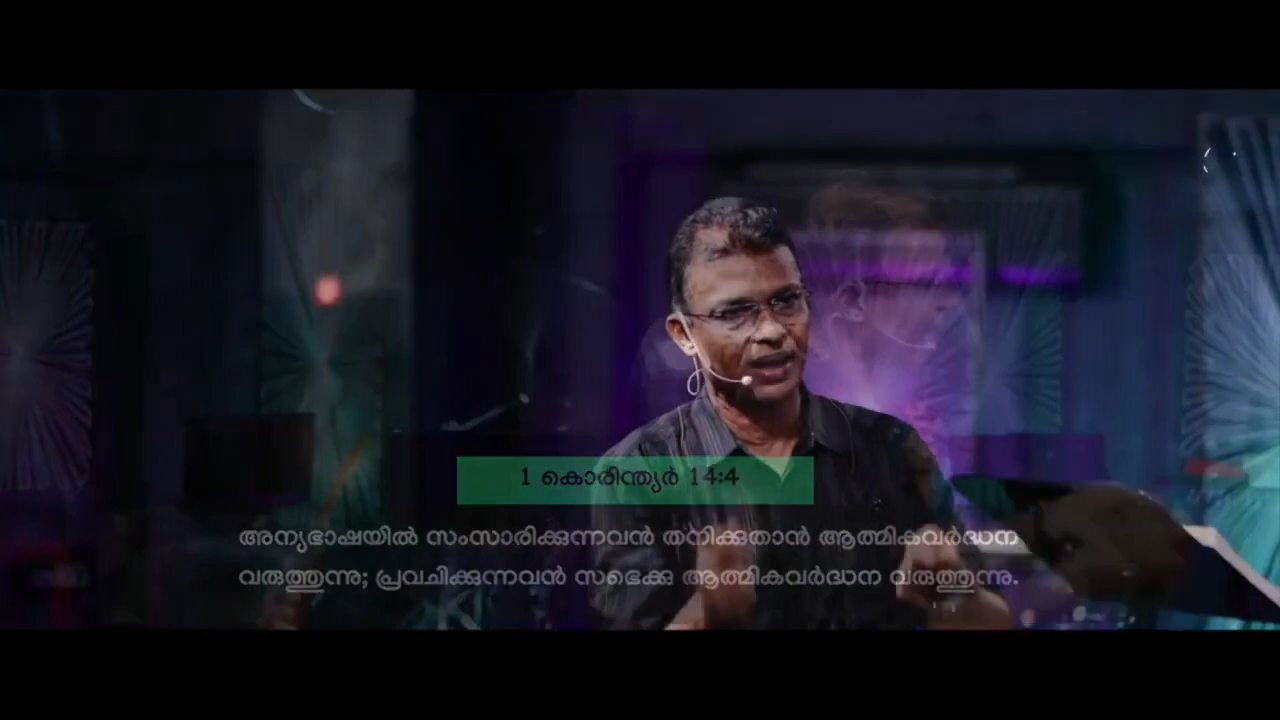 1 കൊരിന്ത്യർ 14:4
അന്യഭാഷയിൽ സംസാരിക്കുന്നവൻ തനിക്കുതാൻ ആത്മികവർദ്ധന
വരുത്തുന്നു; പ്രവചിക്കുന്നവൻ സഭെക്കു ആത്മികവർദ്ധന വരുത്തുന്നു.